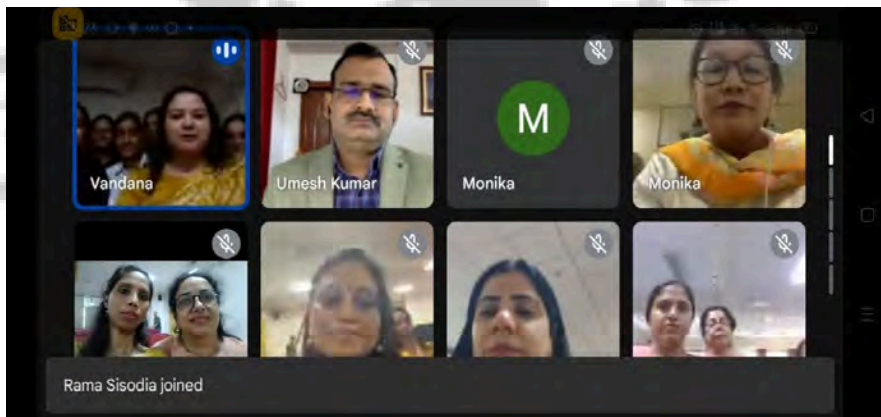 Vandana
Umesh Kumar
M
Monika
Monika
Rama Sisodia joined